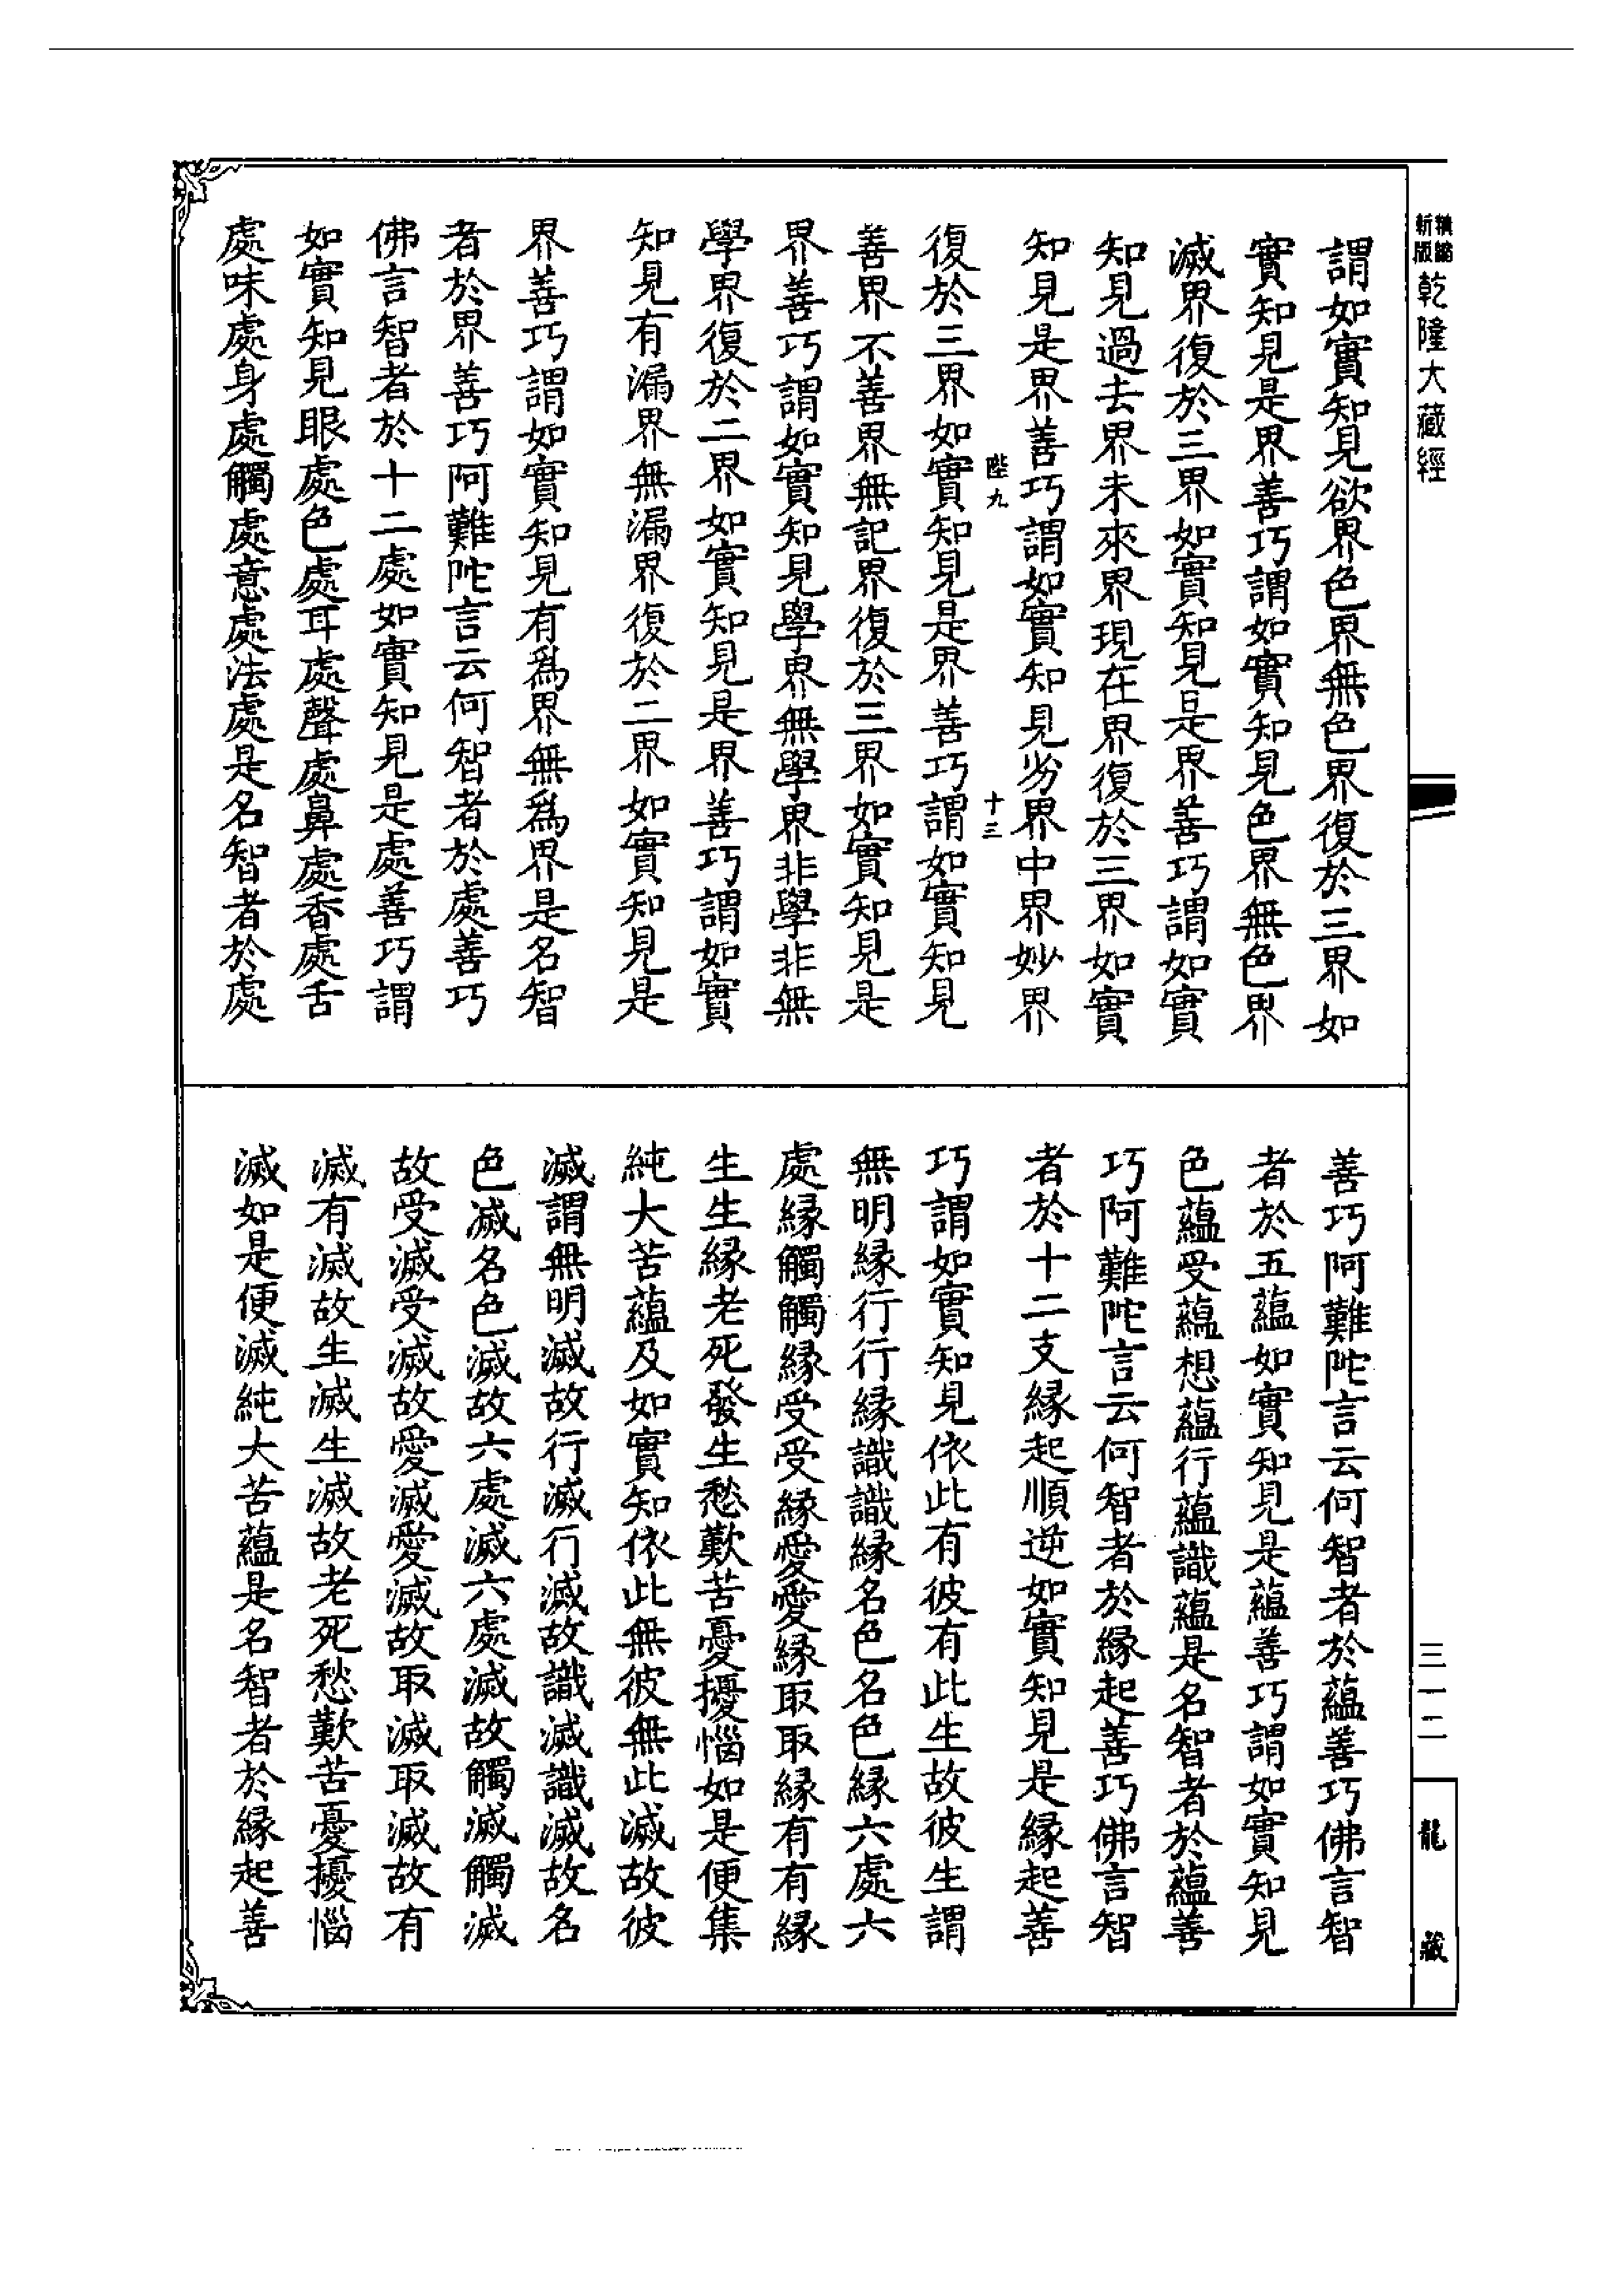 精縮
新版
乾隆大藏經
三一二
龍藏
謂如實知見欲界色界無色界復於三界如
實知見是界善巧謂如實知見色界無色界
滅界復於三界如實知見是界善巧謂如實
知見過去界未來界現在界復於三界如實
知見是界善巧謂如實知見劣界中界妙界
陛九 十三
復於三界如實知見是界善巧謂如實知見
善界不善界無記界復於三界如實知見是
界善巧謂如實知見學界無學界非學非無
學界復於二界如實知見是界善巧謂如實
知見有漏界無漏界復於二界如實知見是
界善巧謂如實知見有爲界無爲界是名智
者於界善巧阿難陀言云何智者於處善巧
佛言智者於十二處如實知見是處善巧謂
如實知見眼處色處耳處聲處鼻處香處舌
處味處身處觸處意處法處是名智者於處
善巧阿難陀言云何智者於蘊善巧佛言智
者於五蘊如實知見是蘊善巧謂如實知見
色蘊受蘊想蘊行蘊識蘊是名智者於蘊善
巧阿難陀言云何智者於緣起善巧佛言智
者於十二支緣起順逆如實知見是緣起善
巧謂如實知見依此有彼有此生故彼生謂
無明緣行行緣識識緣名色名色緣六處六
處緣觸觸緣受受緣愛愛緣取取緣有有緣
生生緣老死發生愁歎苦憂擾惱如是便集
純大苦蘊及如實知依此無彼無此滅故彼
滅謂無明滅故行滅行滅故識滅識滅故名
色滅名色滅故六處滅六處滅故觸滅觸滅
故受滅受滅故愛滅愛滅故取滅取滅故有
滅有滅故生滅生滅故老死愁歎苦憂擾惱
滅如是便滅純大苦蘊是名智者於緣起善